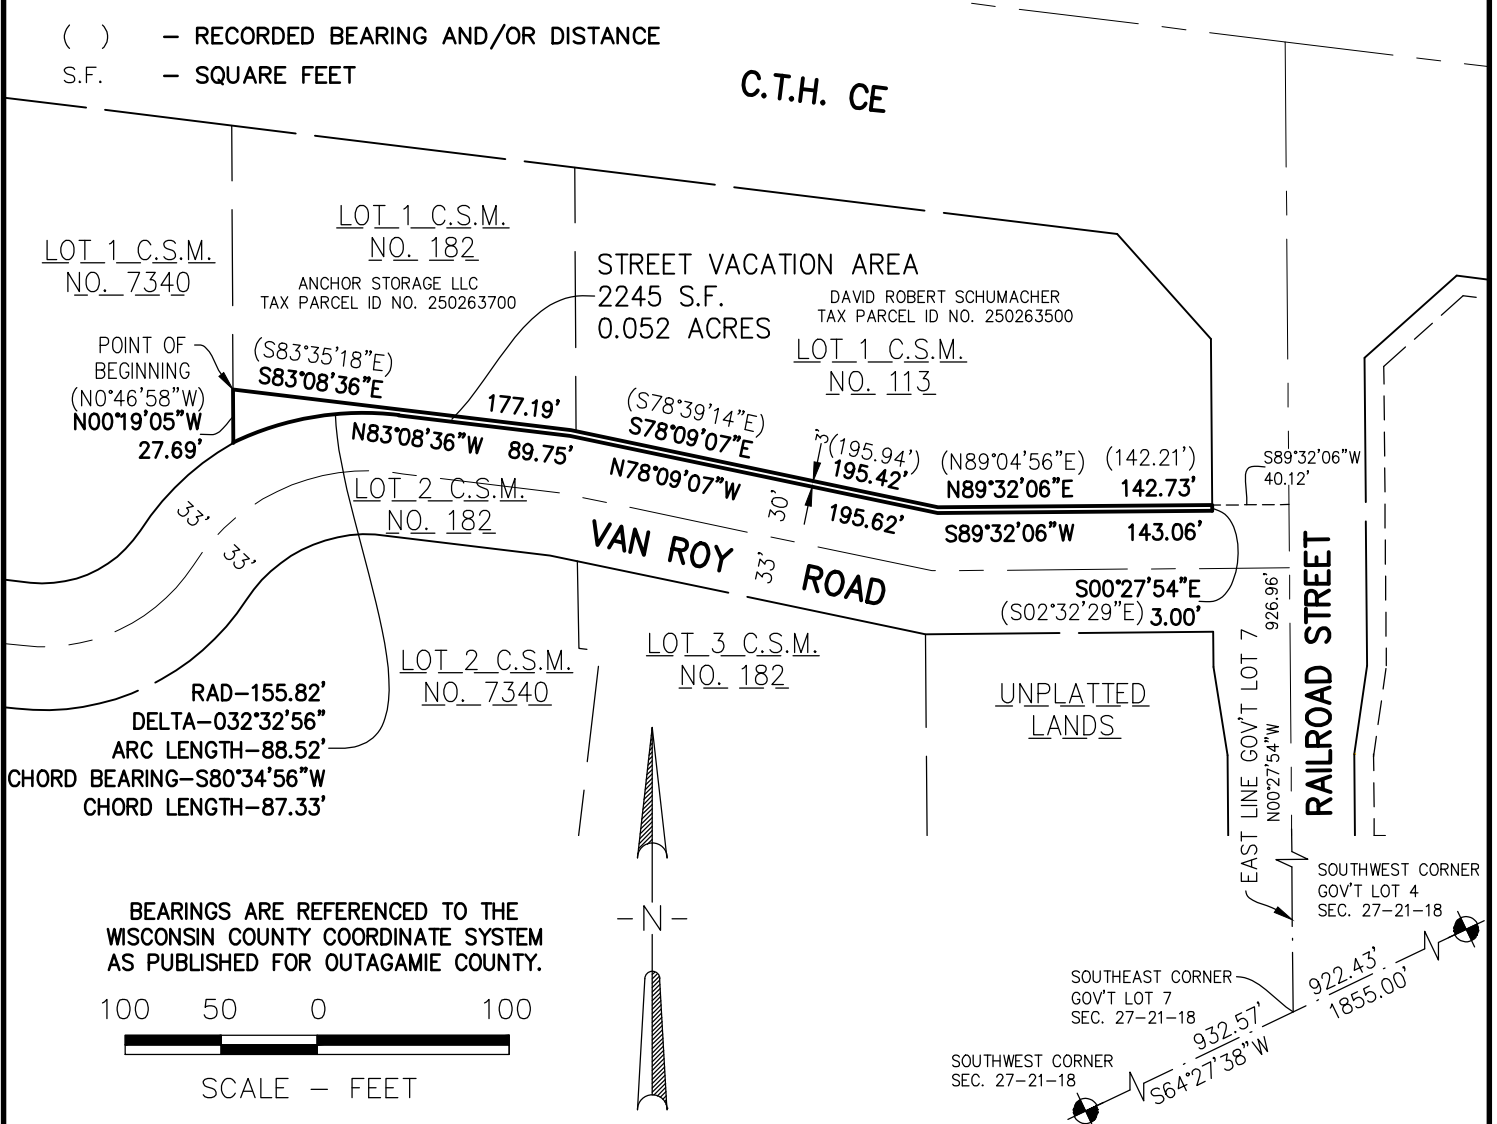 ( ) – RECORDED BEARING AND/OR DISTANCE
S.F. – SQUARE FEET
C.T.H. CE
LOT 1 C.S.M.
NO. 7340
LOT 1 C.S.M.
NO. 182
ANCHOR STORAGE LLC
TAX PARCEL ID NO. 250263700
STREET VACATION AREA
2245 S.F.
0.052 ACRES
DAVID ROBERT SCHUMACHER
TAX PARCEL ID NO. 250263500
LOT 1 C.S.M.
NO. 113
POINT OF
BEGINNING
(N0°46'58"W)
N00°19'05"W
27.69'
(S83°35'18"E)
S83°08'36"E
177.19'
N83°08'36"W 89.75'
(S78°39'14"E)
S78°09'07"E
(195.94')
195.42'
3'
N78°09'07"W
195.62'
(N89°04'56"E) (142.21')
N89°32'06"E 142.73'
S89°32'06"W 143.06'
S89°32'06"W
40.12'
LOT 2 C.S.M.
NO. 182
33'
33'
30'
33'
VAN ROY ROAD
S00°27'54"E
(S02°32'29"E) 3.00'
926.96'
N00°27'54"W
EAST LINE GOV'T LOT 7
RAILROAD STREET
LOT 2 C.S.M.
NO. 7340
LOT 3 C.S.M.
NO. 182
UNPLATTED
LANDS
RAD–155.82'
DELTA–032°32'56"
ARC LENGTH–88.52'
CHORD BEARING–S80°34'56"W
CHORD LENGTH–87.33'
BEARINGS ARE REFERENCED TO THE
WISCONSIN COUNTY COORDINATE SYSTEM
AS PUBLISHED FOR OUTAGAMIE COUNTY.
100 50 0 100
SCALE – FEET
–N–
SOUTHWEST CORNER
GOV'T LOT 4
SEC. 27–21–18
SOUTHEAST CORNER
GOV'T LOT 7
SEC. 27–21–18
SOUTHWEST CORNER
SEC. 27–21–18
932.57'
922.43'
1855.00'
S64°27'38"W